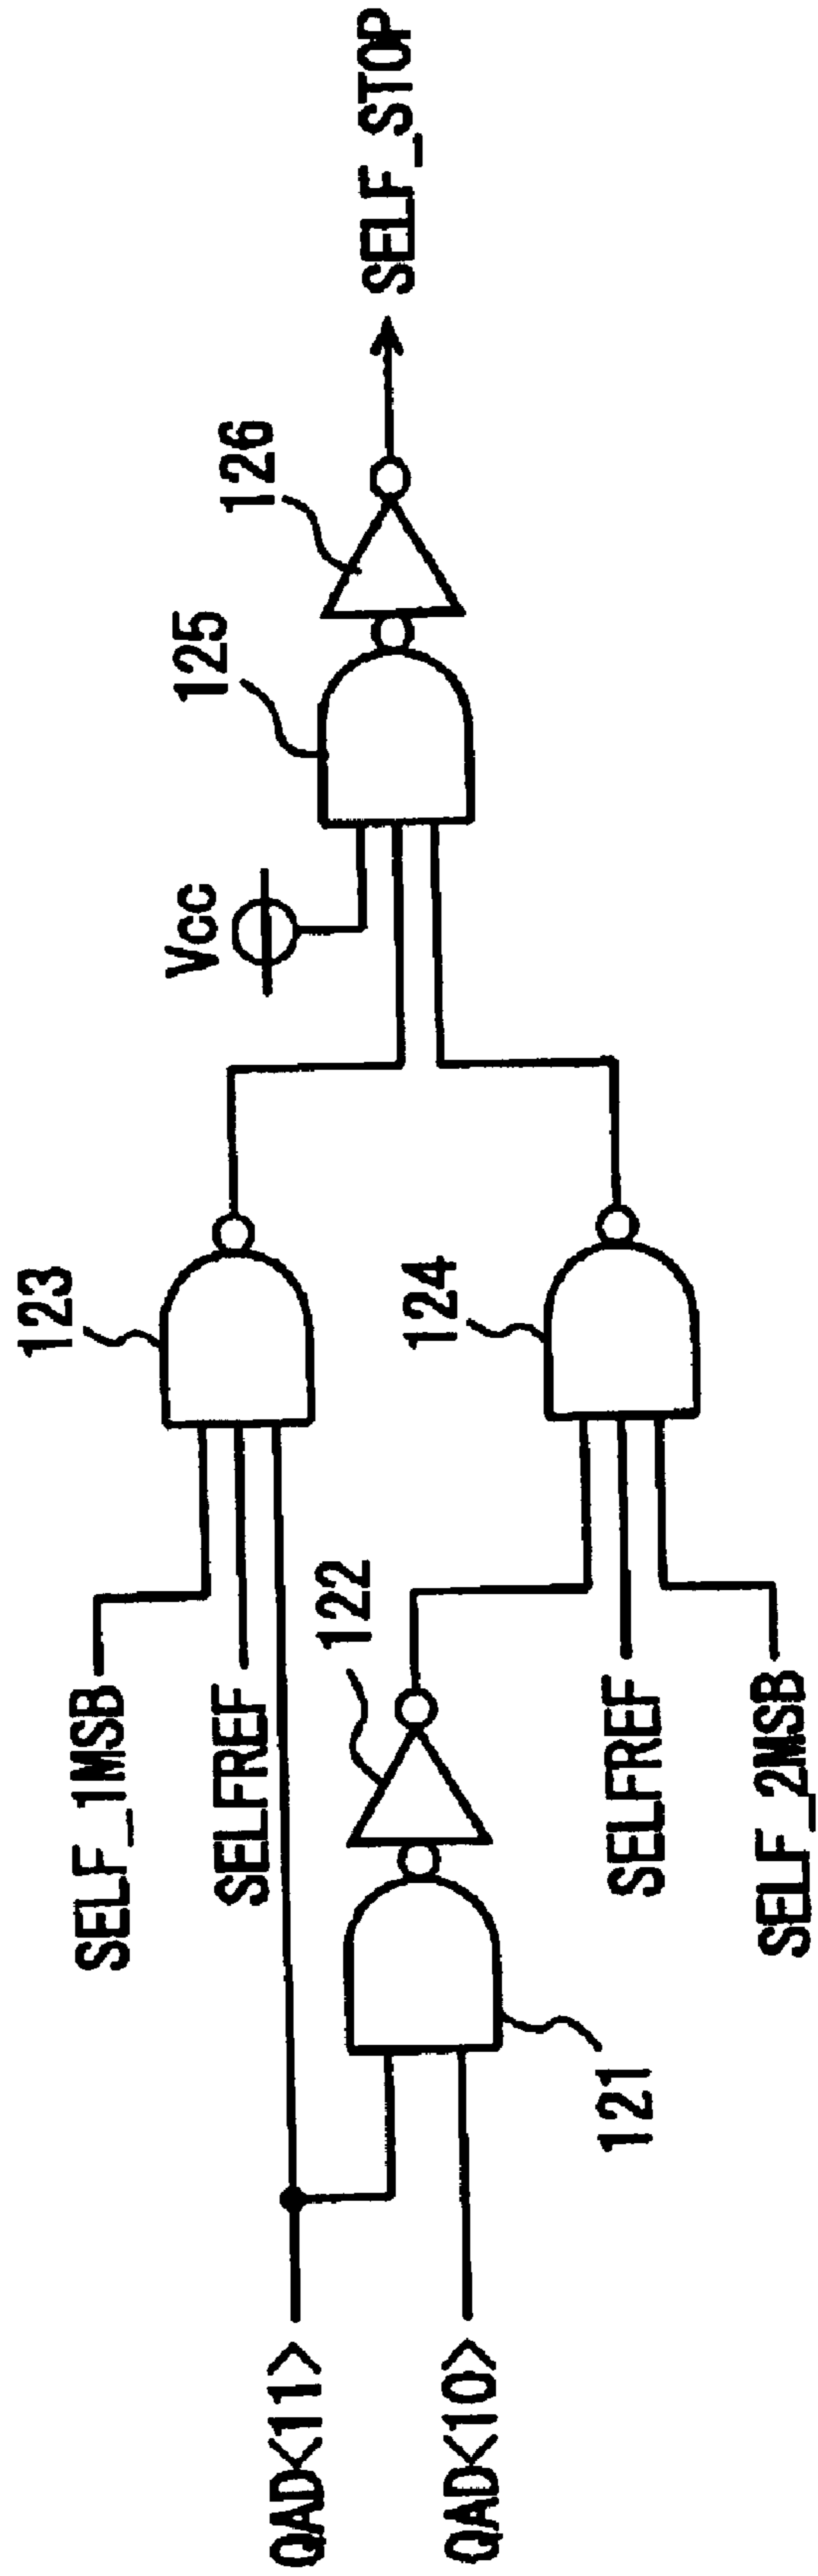 SELF_1MSB
123
SELFREF
Vcc
125
126
SELF_STOP
QAD<11>
122
124
QAD<10>
121
SELFREF
SELF_2MSB